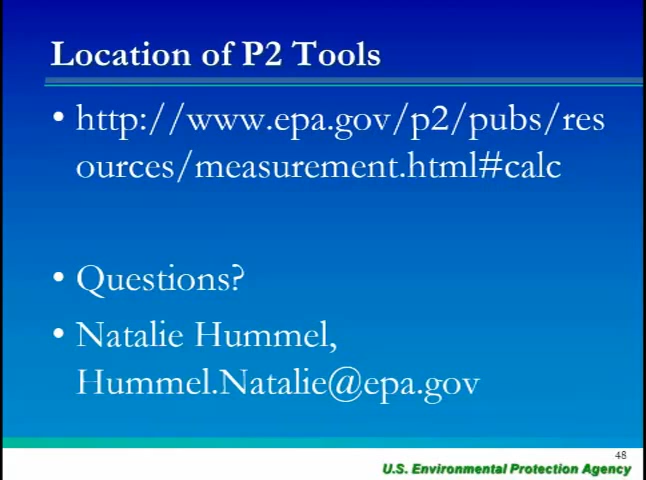 Location of P2 Tools
• http://www.epa.gov/p2/pubs/res
ources/measurement.html#calc
• Questions?
• Natalie Hummel,
Hummel.Natalie@epa.gov
48
U.S. Environmental Protection Agency